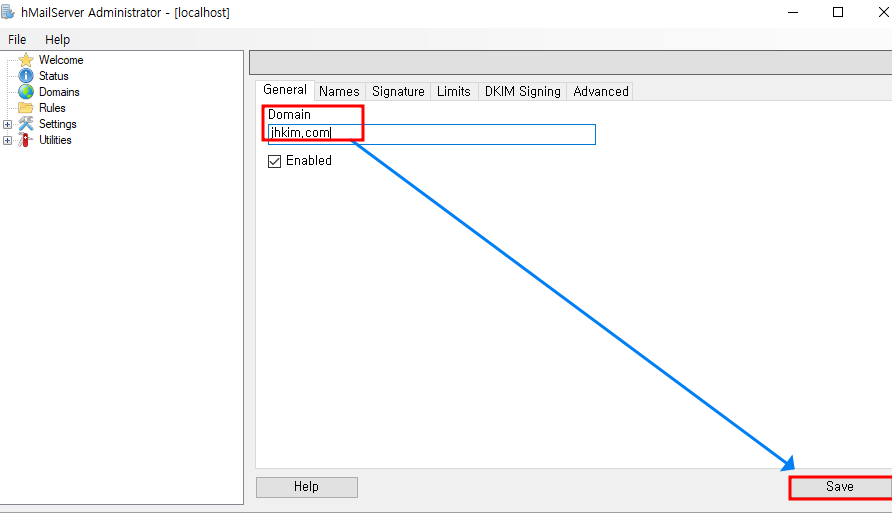 hMailServer Administrator - [localhost]
File Help
Welcome
Status
Domains
Rules
Settings
Utilities
General Names Signature Limits DKIM Signing Advanced
Domain
jhkim.com
Enabled
Help
Save